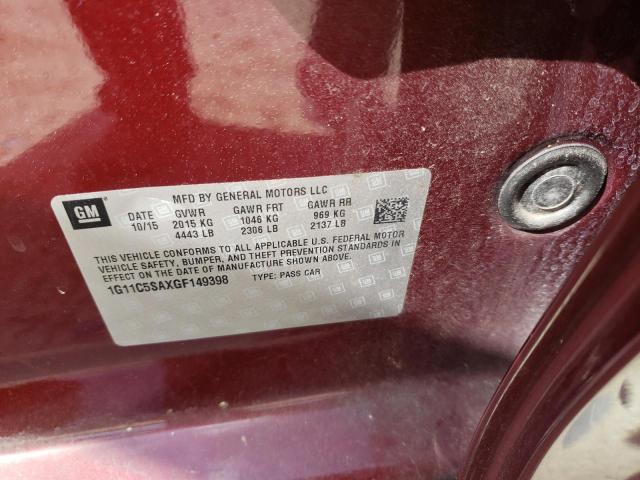 MFD BY GENERAL MOTORS LLC
GM
DATE GVWR GAWR FRT GAWR RR
10/15 2015 KG 1046 KG 969 KG
4443 LB 2306 LB 2137 LB
THIS VEHICLE CONFORMS TO ALL APPLICABLE U.S. FEDERAL MOTOR
VEHICLE SAFETY, BUMPER, AND THEFT PREVENTION STANDARDS IN
EFFECT ON THE DATE OF MANUFACTURE SHOWN ABOVE.
1G11C5SAXGF149398 TYPE: PASS CAR